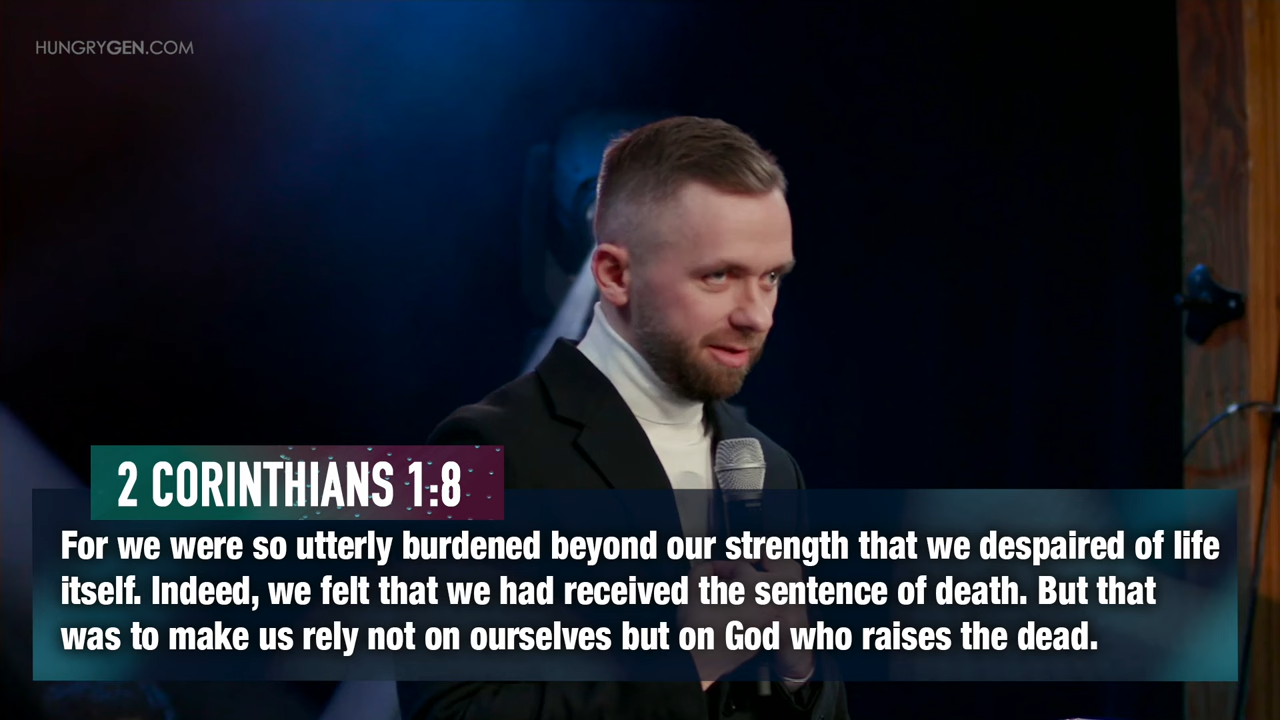 HUNGRYGEN.COM
2 CORINTHIANS 1:8
For we were so utterly burdened beyond our strength that we despaired of life
itself. Indeed, we felt that we had received the sentence of death. But that
was to make us rely not on ourselves but on God who raises the dead.